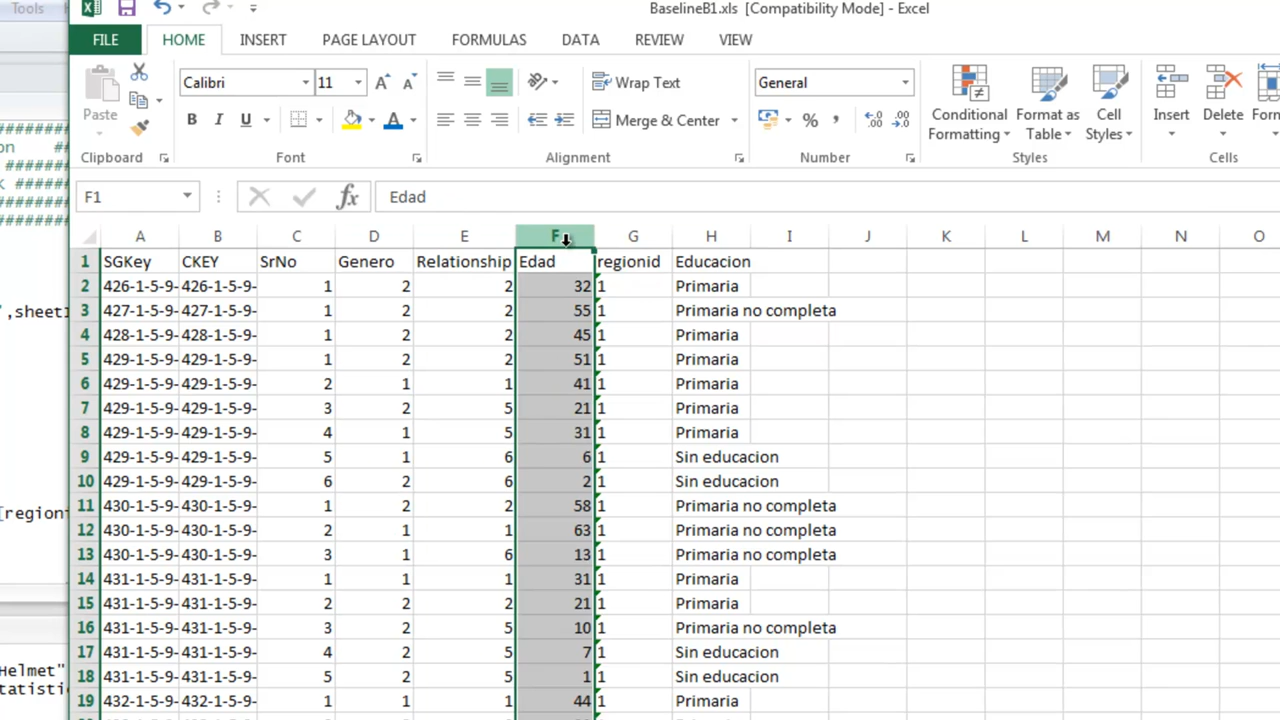 Tools
BaselineB1.xls [Compatibility Mode] - Excel
FILE HOME INSERT PAGE LAYOUT FORMULAS DATA REVIEW VIEW
Calibri 11 Wrap Text General
Paste B I U Merge & Center % , Conditional Formatting Format as Table Cell Styles Insert Delete
Clipboard Font Alignment Number Styles Cells
F1 fx Edad
A B C D E F G H I J K L M N O
1 SGKey CKEY SrNo Genero Relationship Edad regionid Educacion
2 426-1-5-9- 426-1-5-9- 1 2 2 32 1 Primaria
3 427-1-5-9- 427-1-5-9- 1 2 2 55 1 Primaria no completa
4 428-1-5-9- 428-1-5-9- 1 2 2 45 1 Primaria
5 429-1-5-9- 429-1-5-9- 1 2 2 51 1 Primaria
6 429-1-5-9- 429-1-5-9- 2 1 1 41 1 Primaria
7 429-1-5-9- 429-1-5-9- 3 2 5 21 1 Primaria
8 429-1-5-9- 429-1-5-9- 4 1 5 31 1 Primaria
9 429-1-5-9- 429-1-5-9- 5 1 6 6 1 Sin educacion
10 429-1-5-9- 429-1-5-9- 6 2 6 2 1 Sin educacion
11 430-1-5-9- 430-1-5-9- 1 2 2 58 1 Primaria no completa
12 430-1-5-9- 430-1-5-9- 2 1 1 63 1 Primaria no completa
13 430-1-5-9- 430-1-5-9- 3 1 6 13 1 Primaria no completa
14 431-1-5-9- 431-1-5-9- 1 1 1 31 1 Primaria
15 431-1-5-9- 431-1-5-9- 2 2 2 21 1 Primaria
16 431-1-5-9- 431-1-5-9- 3 2 5 10 1 Primaria no completa
17 431-1-5-9- 431-1-5-9- 4 2 5 7 1 Sin educacion
18 431-1-5-9- 431-1-5-9- 5 2 5 1 1 Sin educacion
19 432-1-5-9- 432-1-5-9- 1 1 1 44 1 Primaria
Helmet"